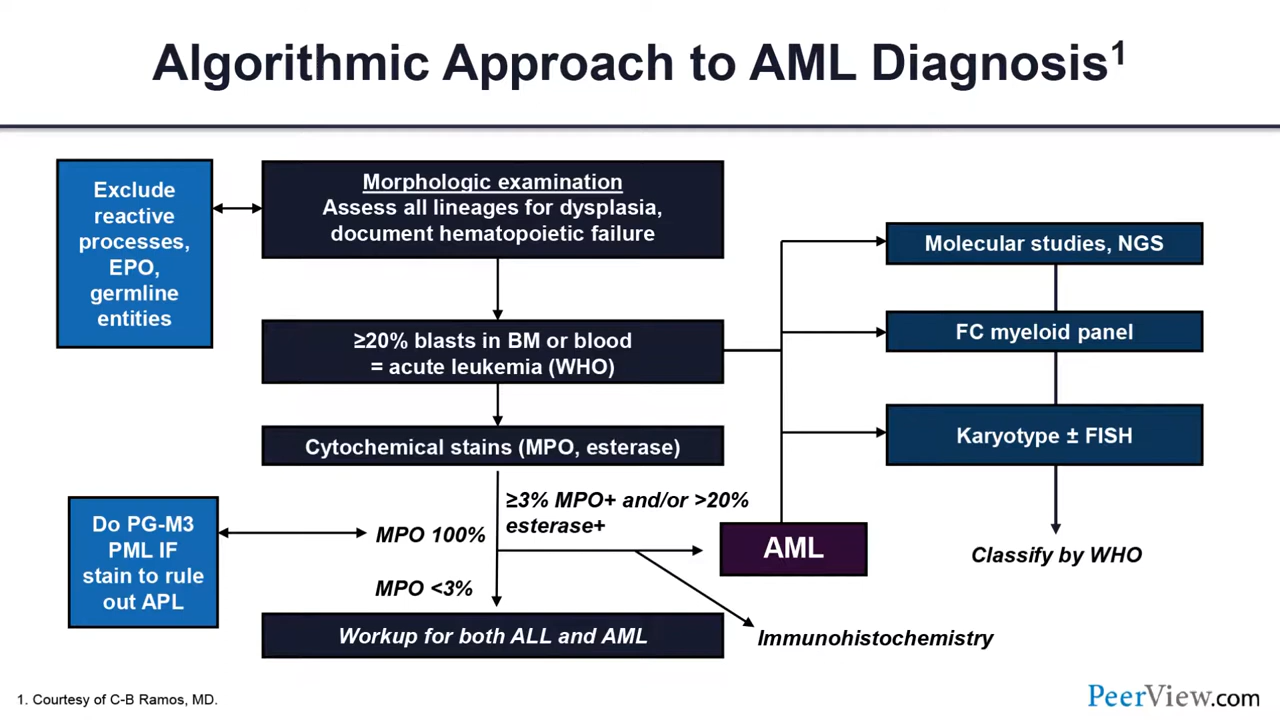 Algorithmic Approach to AML Diagnosis1
Exclude
reactive
processes,
EPO,
germline
entities
Morphologic examination
Assess all lineages for dysplasia,
document hematopoietic failure
≥20% blasts in BM or blood
= acute leukemia (WHO)
Cytochemical stains (MPO, esterase)
≥3% MPO+ and/or >20%
esterase+
MPO 100%
MPO <3%
Do PG-M3
PML IF
stain to rule
out APL
Workup for both ALL and AML
AML
Immunohistochemistry
Molecular studies, NGS
FC myeloid panel
Karyotype ± FISH
Classify by WHO
1. Courtesy of C-B Ramos, MD.
PeerView.com